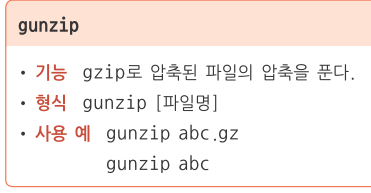 gunzip
• 기능 gzip로 압축된 파일의 압축을 푼다.
• 형식 gunzip [파일명]
• 사용 예 gunzip abc.gz
gunzip abc